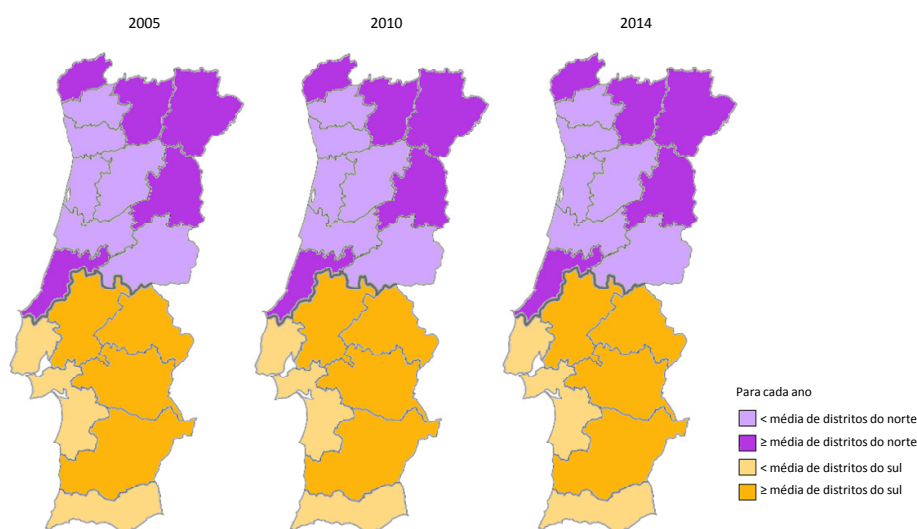 2005
2010
2014
Para cada ano
< média de distritos do norte
≥ média de distritos do norte
< média de distritos do sul
≥ média de distritos do sul